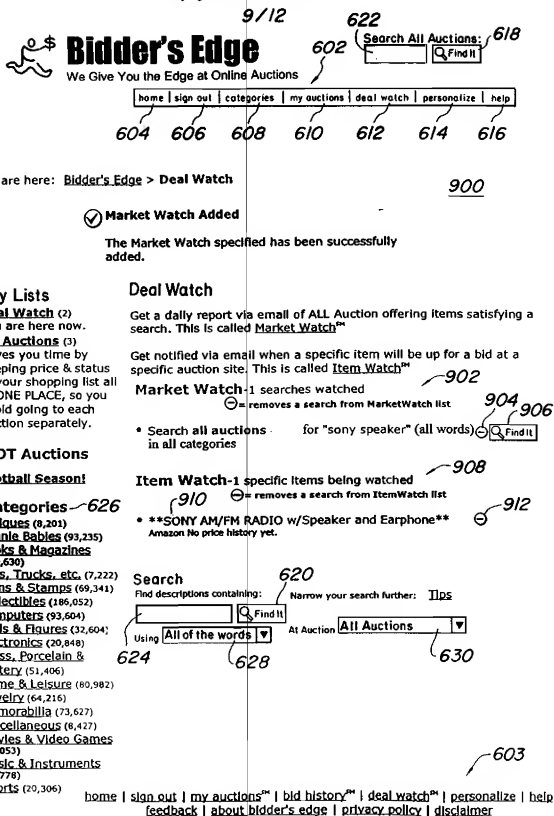 9/12
622
Search All Auctions:
618
Find It
$
Bidder's Edge
602
We Give You the Edge at Online Auctions
home | sign out | categories | my auctions | deal watch | personalize | help
604 606 608 610 612 614 616
are here: Bidder's Edge > Deal Watch
900
Market Watch Added
The Market Watch specified has been successfully
added.
y Lists
al Watch (2)
u are here now.
Auctions (3)
ves you time by
eping price & status
your shopping list all
ONE PLACE, so you
oid going to each
ction separately.
OT Auctions
otball Season!
ategories 626
iques (8,201)
nie Babies (93,235)
oks & Magazines
,630)
s, Trucks, etc. (7,222)
ns & Stamps (69,341)
lectibles (186,052)
mputers (93,604)
ls & Figures (32,604)
ctronics (20,848)
ss, Porcelain &
tery (51,406)
me & Leisure (80,982)
velry (64,216)
morabilia (73,627)
cellaneous (8,427)
vies & Video Games
053)
sic & Instruments
778)
orts (20,306)
Deal Watch
Get a daily report via email of ALL Auction offering items satisfying a
search. This is called Market Watch℠
Get notified via email when a specific item will be up for a bid at a
specific auction site. This is called Item Watch℠
902
Market Watch-1 searches watched
904
= removes a search from MarketWatch list
906
• Search all auctions for "sony speaker" (all words) Find It
in all categories
908
Item Watch-1 specific items being watched
910
= removes a search from ItemWatch list
912
• **SONY AM/FM RADIO w/Speaker and Earphone**
Amazon No price history yet.
Search
620
Find descriptions containing: Narrow your search further: Tips
Find It
Using All of the words At Auction All Auctions
624 628 630
603
home | sign out | my auctions℠ | bid history℠ | deal watch℠ | personalize | help
feedback | about bidder's edge | privacy policy | disclaimer